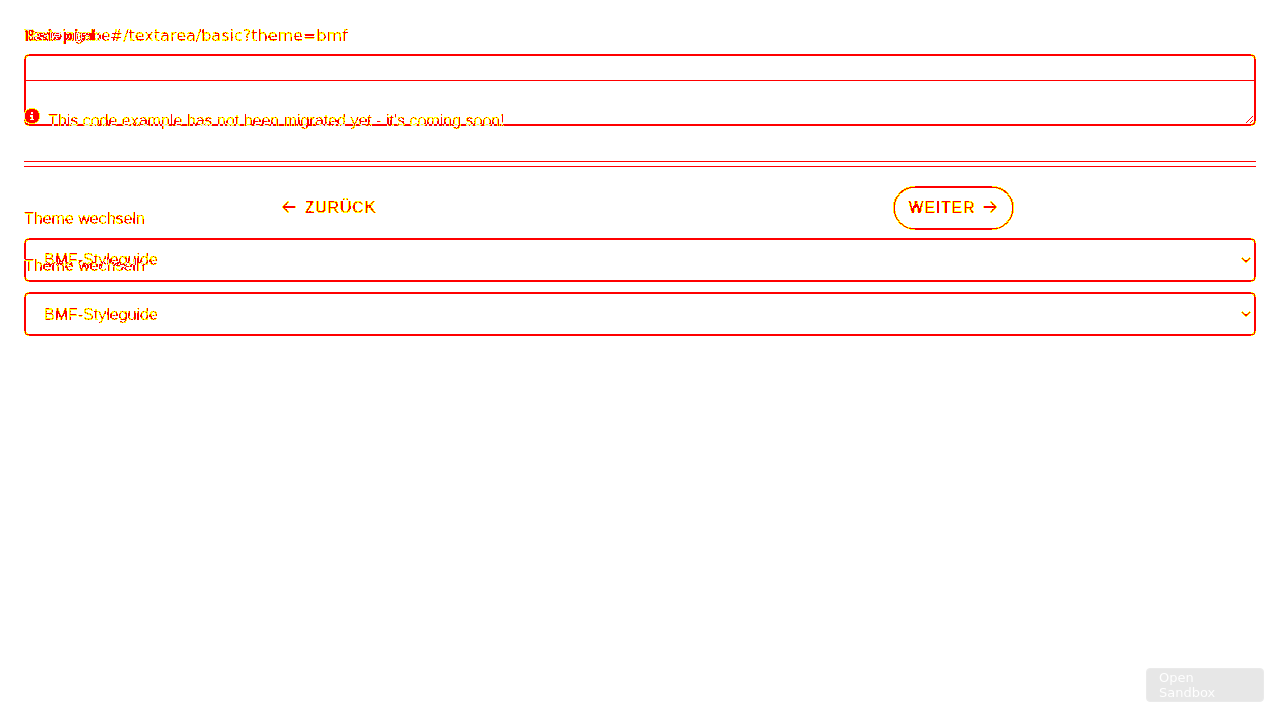 #/textarea/basic?theme=bmf
This code example has not been migrated yet - it's coming soon!
← ZURÜCK
WEITER →
Theme wechseln
BMF-Styleguide
Theme wechseln
BMF-Styleguide
Open
Sandbox